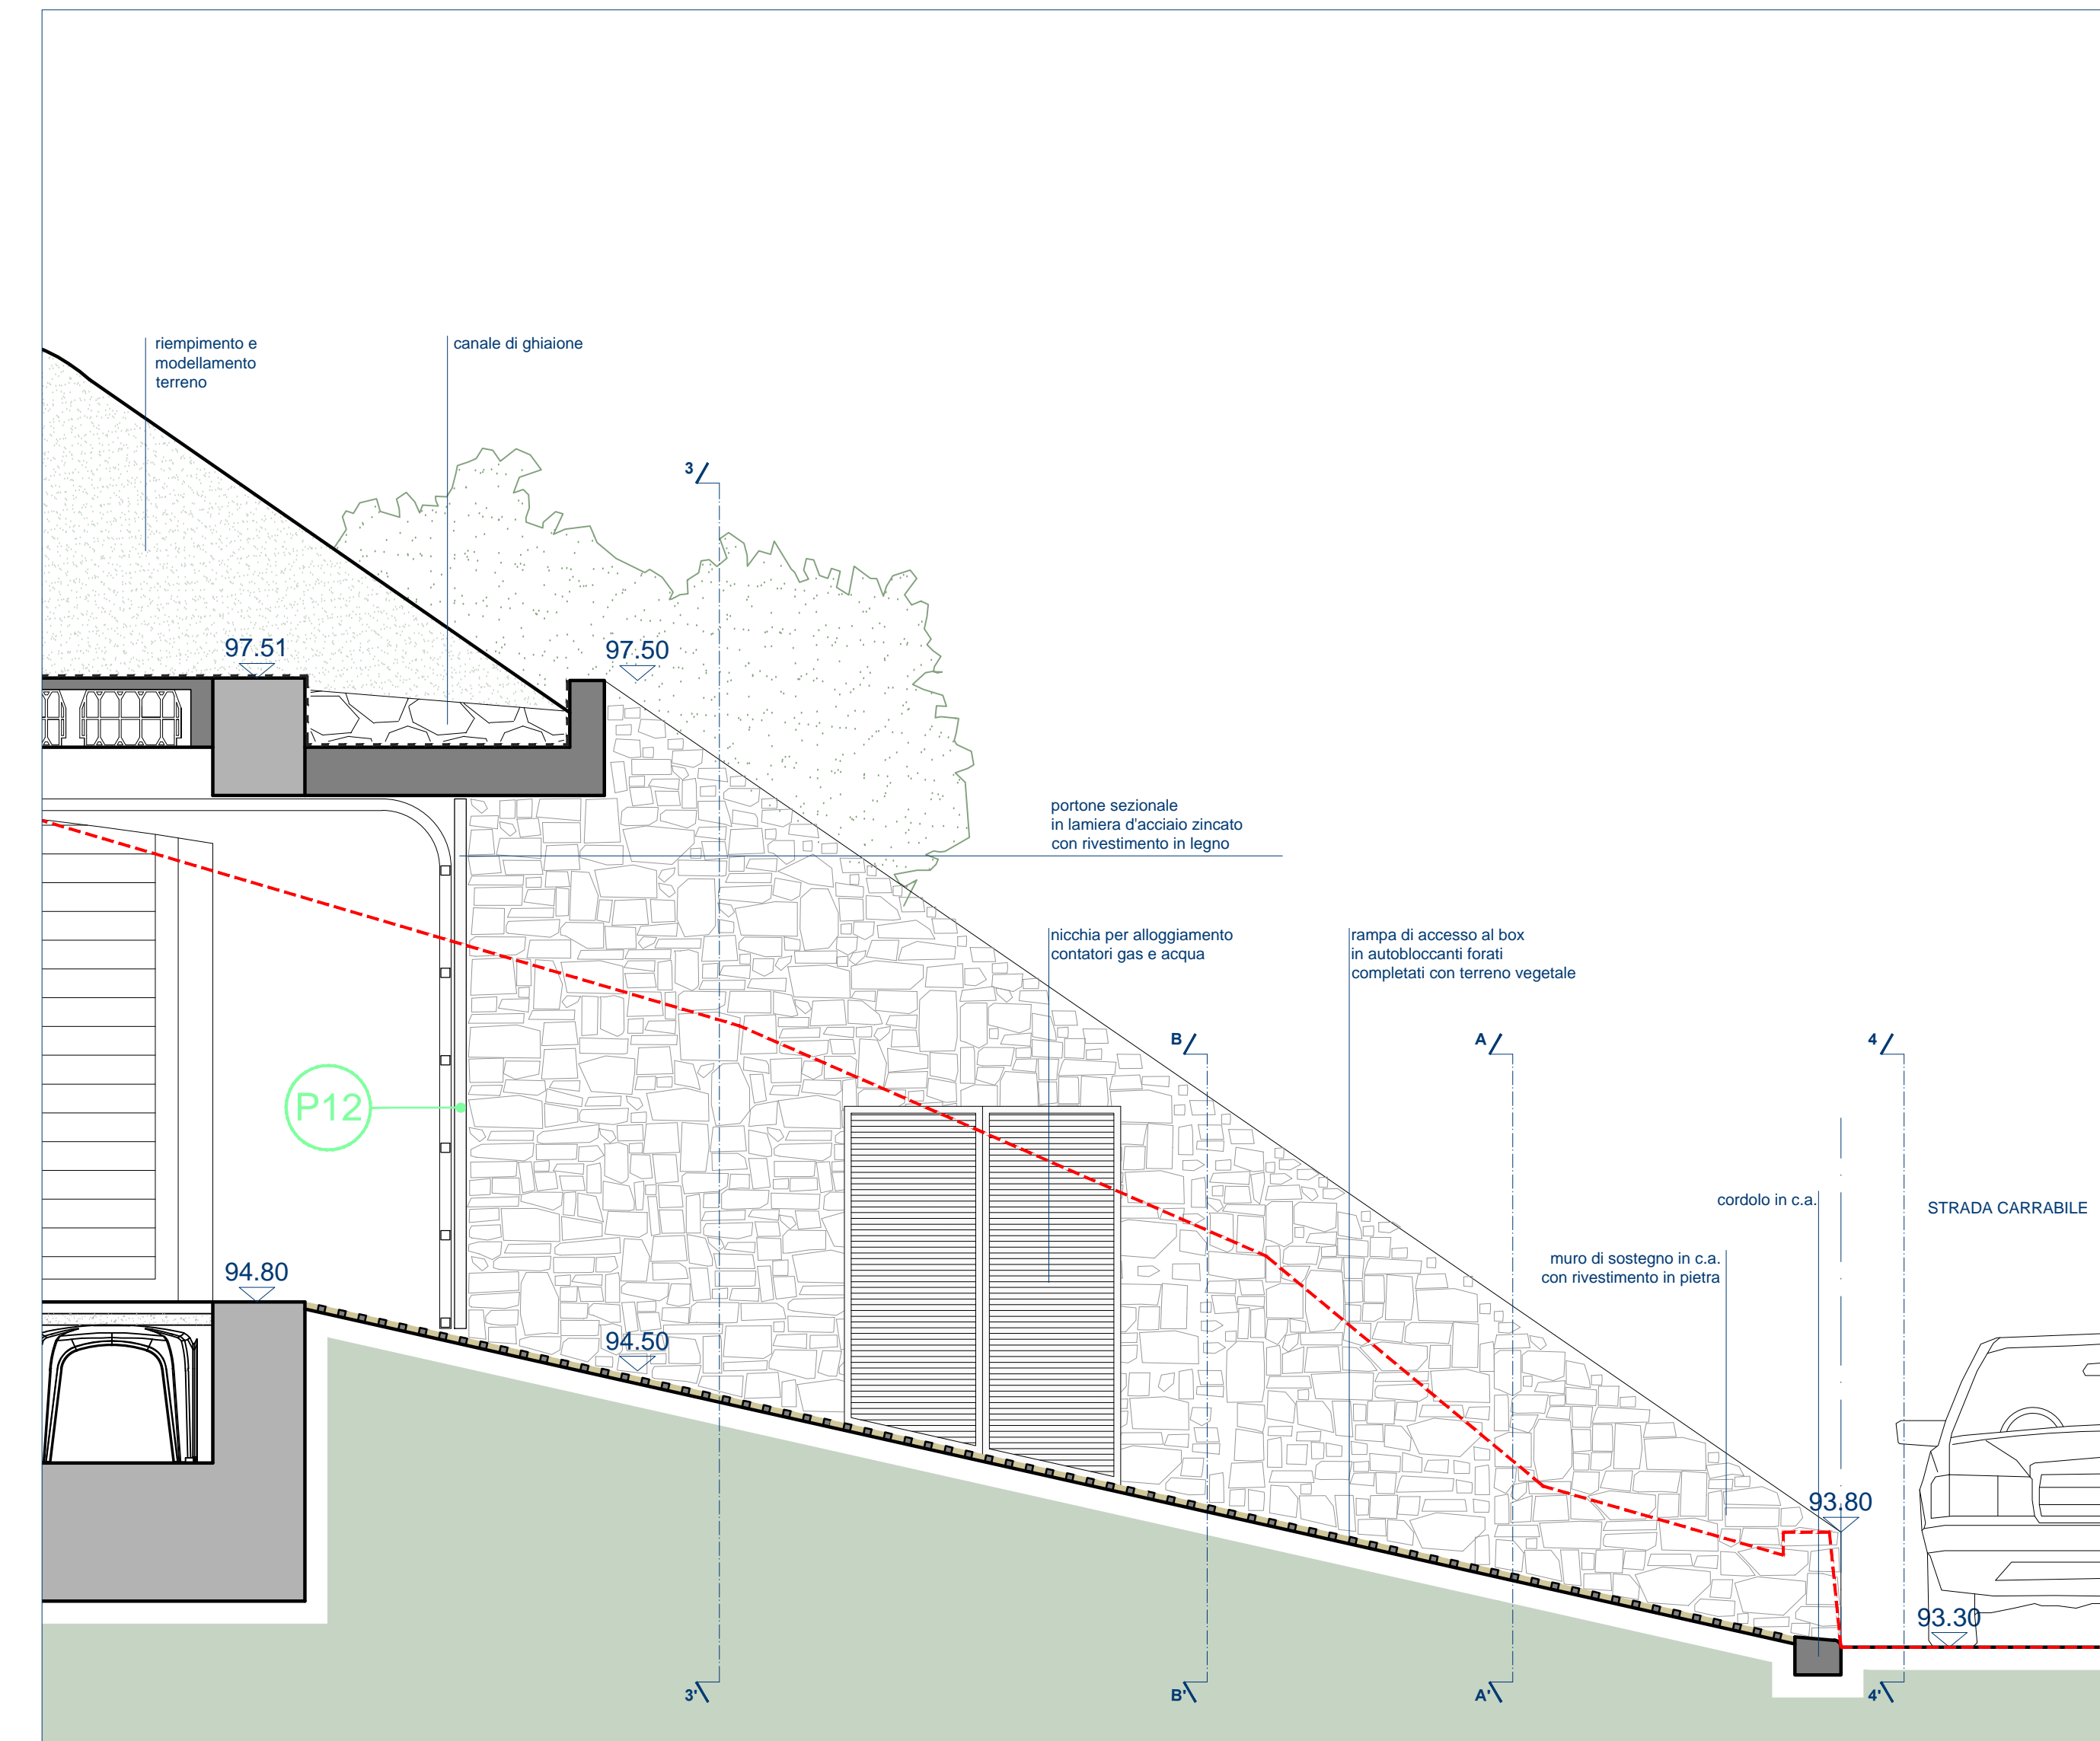 riempimento e
modellamento
terreno
canale di ghiaione
3
97.51
97.50
portone sezionale
in lamiera d'acciaio zincato
con rivestimento in legno
nicchia per alloggiamento
contatori gas e acqua
rampa di accesso al box
in autobloccanti forati
completati con terreno vegetale
B
A
4
P12
cordolo in c.a.
STRADA CARRABILE
muro di sostegno in c.a.
con rivestimento in pietra
94.80
94.50
93.80
93.30
3'
B'
A'
4'